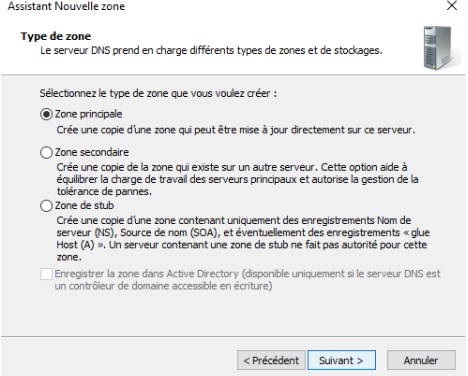 Assistant Nouvelle zone
Type de zone
Le serveur DNS prend en charge différents types de zones et de stockages.
Sélectionnez le type de zone que vous voulez créer :
Zone principale
Crée une copie d'une zone qui peut être mise à jour directement sur ce serveur.
Zone secondaire
Crée une copie de la zone qui existe sur un autre serveur. Cette option aide à
équilibrer la charge de travail des serveurs principaux et autorise la gestion de la
tolérance de pannes.
Zone de stub
Crée une copie d'une zone contenant uniquement des enregistrements Nom de
serveur (NS), Source de nom (SOA), et éventuellement des enregistrements « glue
Host (A) ». Un serveur contenant une zone de stub ne fait pas autorité pour cette
zone.
Enregistrer la zone dans Active Directory (disponible uniquement si le serveur DNS est
un contrôleur de domaine accessible en écriture)
< Précédent Suivant > Annuler